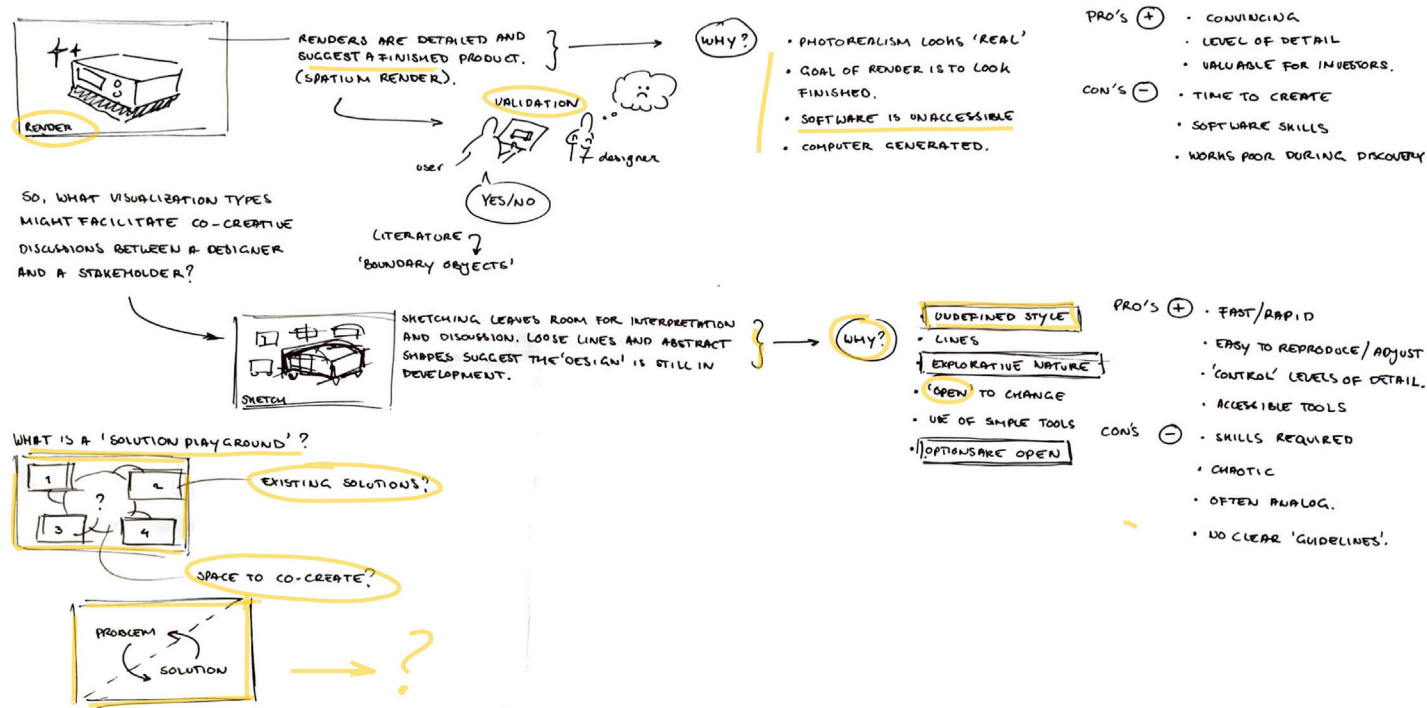 RENDER
RENDERS ARE DETAILED AND
SUGGEST A FINISHED PRODUCT.
(SPATIUM RENDER).
VALIDATION
user
designer
YES/NO
LITERATURE
'BOUNDARY OBJECTS'
WHY?
• PHOTOREALISM LOOKS 'REAL'
• GOAL OF RENDER IS TO LOOK
FINISHED.
• SOFTWARE IS UNACCESSIBLE
• COMPUTER GENERATED.
PRO'S +
• CONVINCING
• LEVEL OF DETAIL
• VALUABLE FOR INVESTORS.
CON'S -
• TIME TO CREATE
• SOFTWARE SKILLS
• WORKS POOR DURING DISCOVERY
SO, WHAT VISUALIZATION TYPES
MIGHT FACILITATE CO-CREATIVE
DISCUSSIONS BETWEEN A DESIGNER
AND A STAKEHOLDER?
SKETCH
SKETCHING LEAVES ROOM FOR INTERPRETATION
AND DISCUSSION. LOOSE LINES AND ABSTRACT
SHAPES SUGGEST THE 'DESIGN' IS STILL IN
DEVELOPMENT.
WHY?
• UNDEFINED STYLE
• LINES
• EXPLORATIVE NATURE
• 'OPEN' TO CHANGE
• USE OF SIMPLE TOOLS
• OPTIONS ARE OPEN
PRO'S +
• FAST/RAPID
• EASY TO REPRODUCE/ADJUST
• 'CONTROL' LEVELS OF DETAIL.
• ACCESSIBLE TOOLS
CON'S -
• SKILLS REQUIRED
• CHAOTIC
• OFTEN ANALOG.
• NO CLEAR 'GUIDELINES'.
WHAT IS A 'SOLUTION PLAYGROUND'?
1
2
?
3
4
EXISTING SOLUTIONS?
SPACE TO CO-CREATE?
PROBLEM
SOLUTION
?